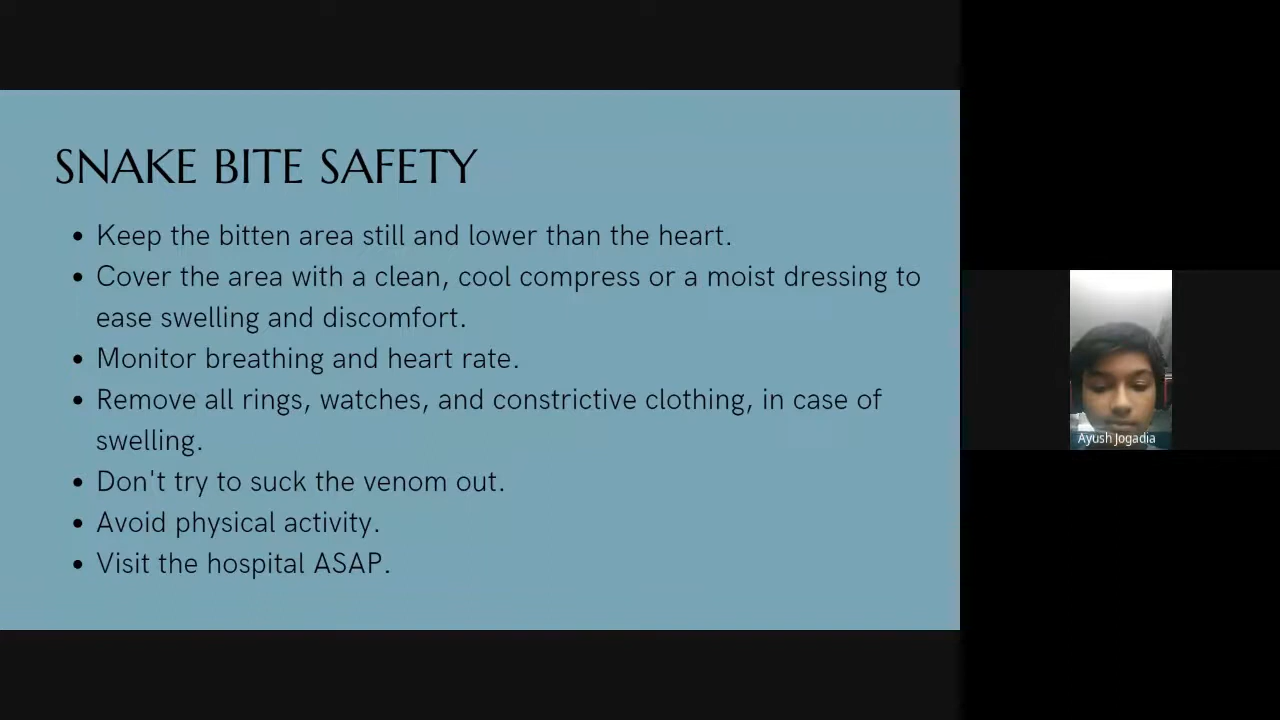 SNAKE BITE SAFETY
• Keep the bitten area still and lower than the heart.
• Cover the area with a clean, cool compress or a moist dressing to
ease swelling and discomfort.
• Monitor breathing and heart rate.
• Remove all rings, watches, and constrictive clothing, in case of
swelling.
• Don't try to suck the venom out.
• Avoid physical activity.
• Visit the hospital ASAP.
Ayush Jogadia